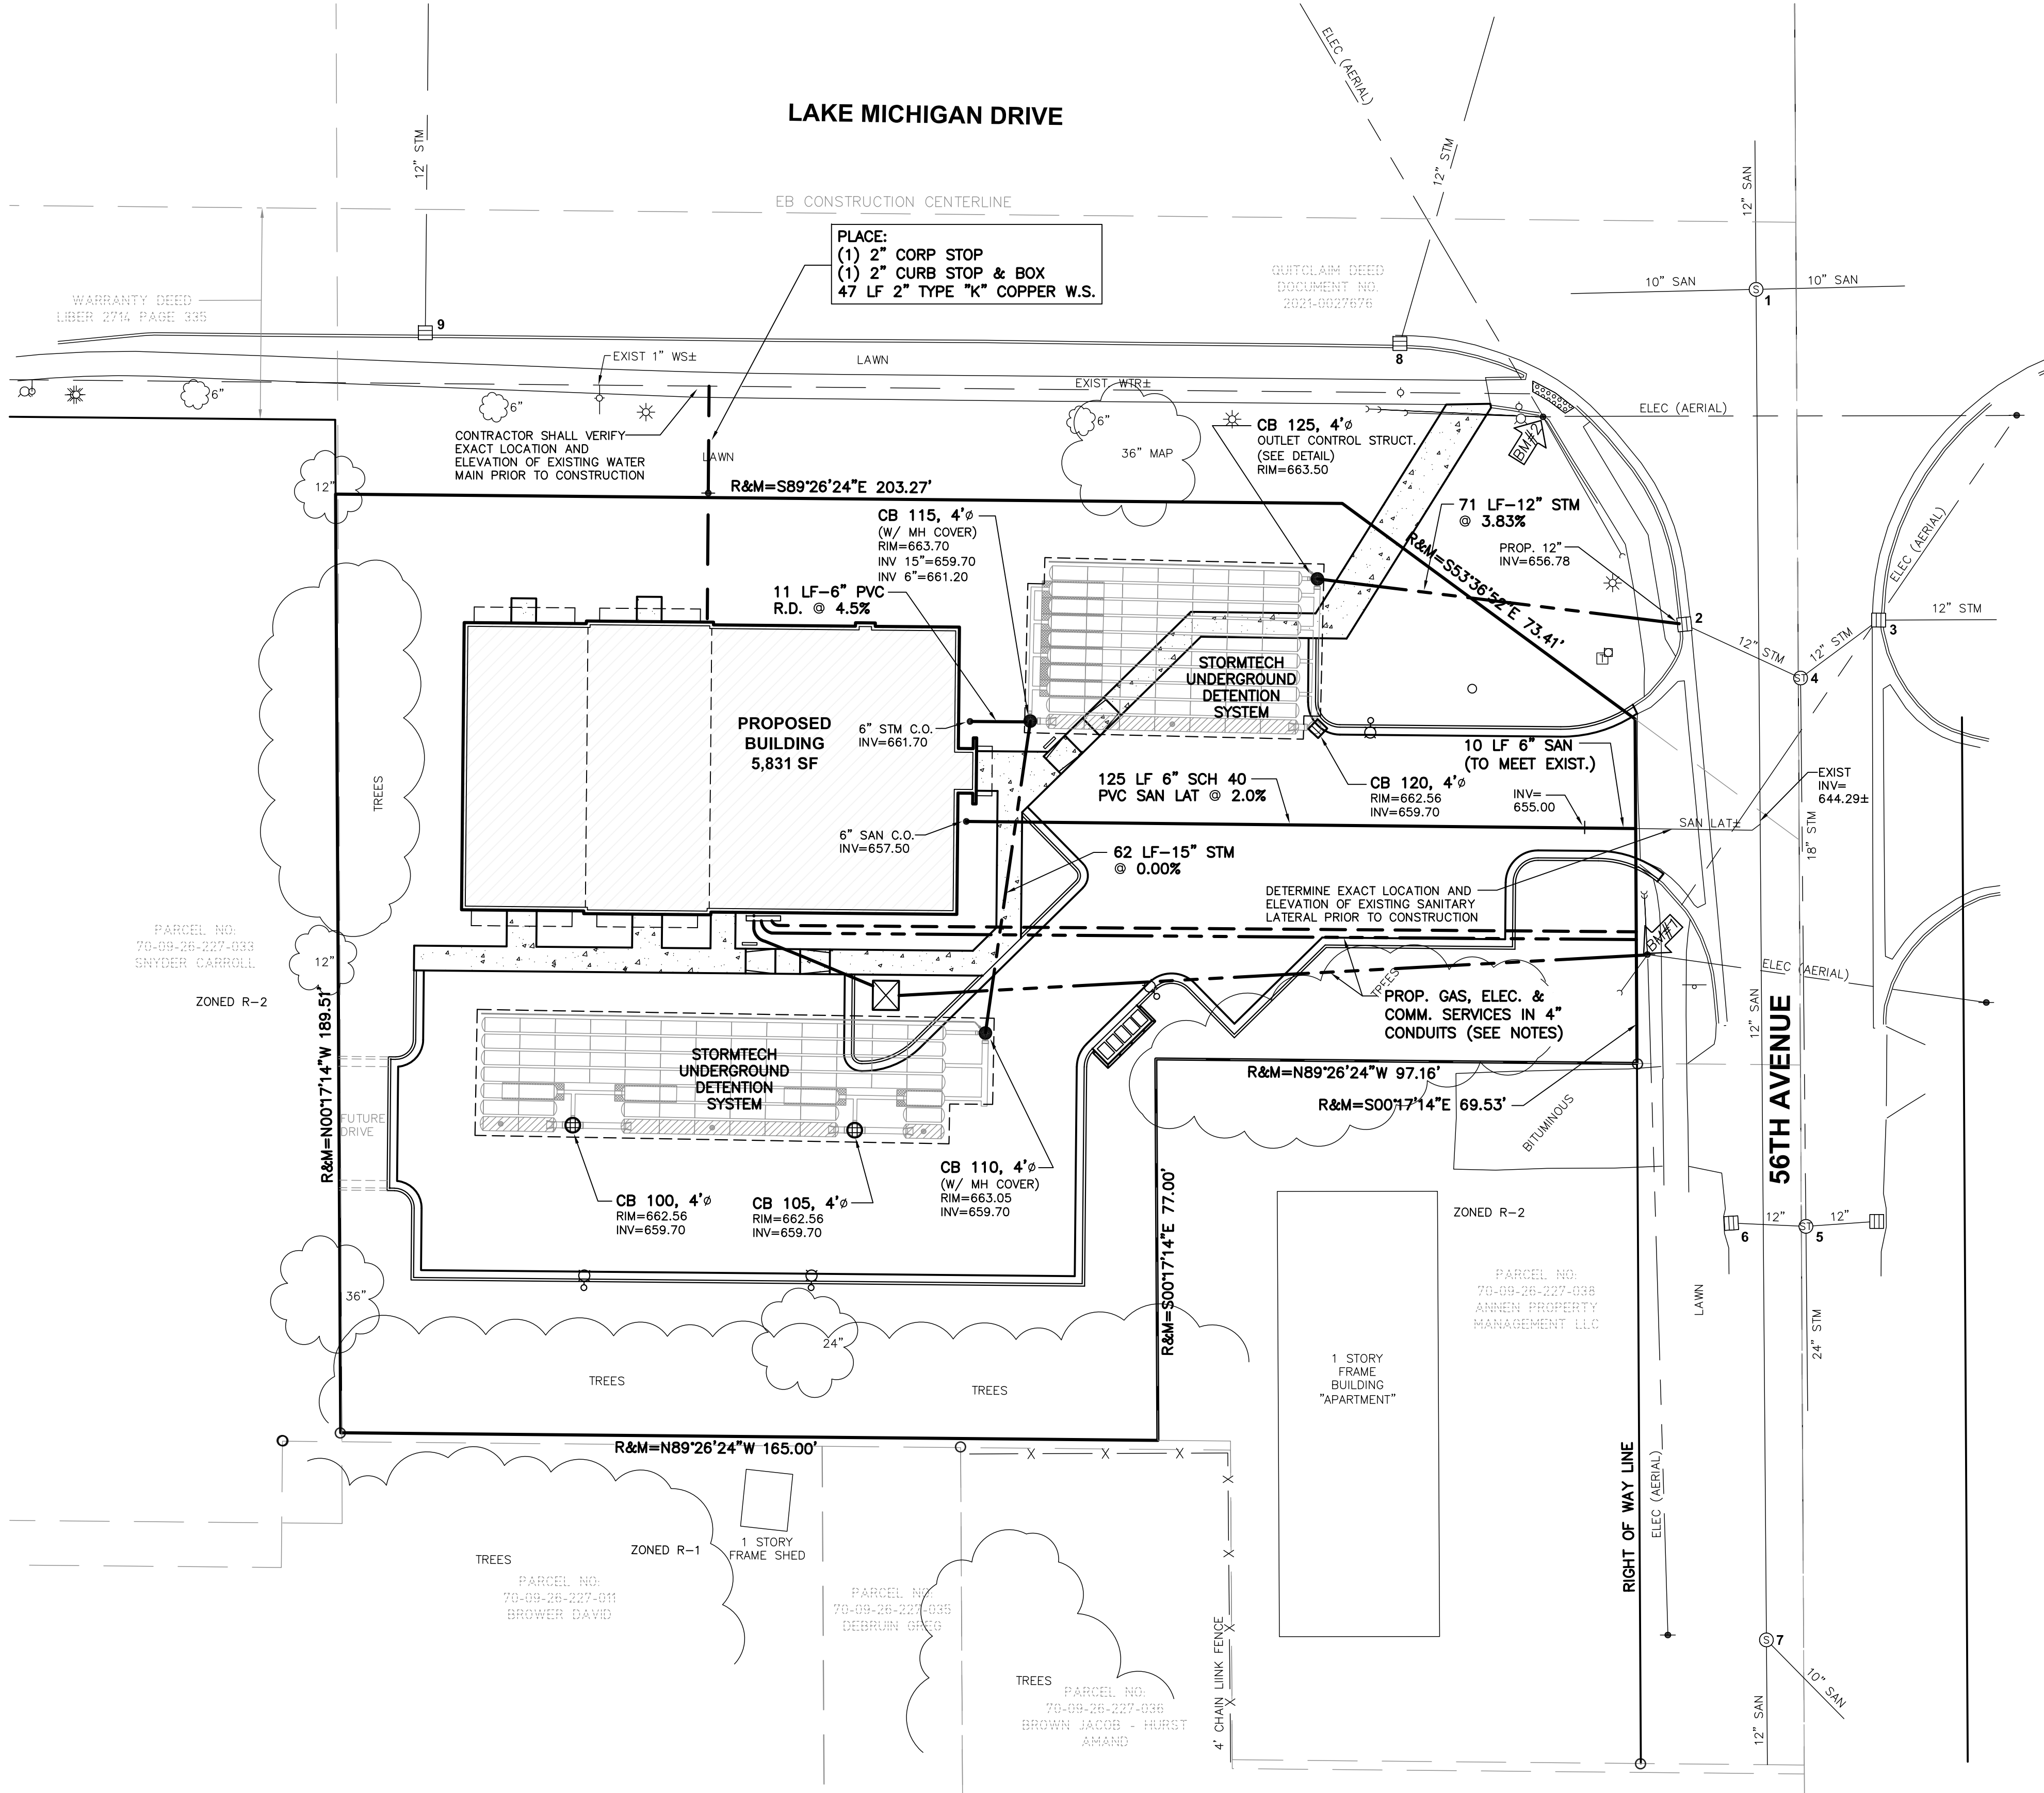 LAKE MICHIGAN DRIVE
ELEC (AERIAL)
12" STM
12" STM
12" SAN
EB CONSTRUCTION CENTERLINE
PLACE:
(1) 2" CORP STOP
(1) 2" CURB STOP & BOX
47 LF 2" TYPE "K" COPPER W.S.
WARRANTY DEED
LIBER 2714 PAGE 335
QUITCLAIM DEED
DOCUMENT NO.
2021-0027676
10" SAN
10" SAN
1
9
8
EXIST 1" WS±
LAWN
EXIST. WTR±
6"
6"
6"
ELEC (AERIAL)
BM#2
CONTRACTOR SHALL VERIFY
EXACT LOCATION AND
ELEVATION OF EXISTING WATER
MAIN PRIOR TO CONSTRUCTION
LAWN
36" MAP
CB 125, 4'ø
OUTLET CONTROL STRUCT.
(SEE DETAIL)
RIM=663.50
12"
R&M=S89°26'24"E 203.27'
CB 115, 4'ø
(W/ MH COVER)
RIM=663.70
INV 15"=659.70
INV 6"=661.20
71 LF-12" STM
@ 3.83%
R&M=S53°36'52"E 73.41'
PROP. 12"
INV=656.78
ELEC (AERIAL)
11 LF-6" PVC
R.D. @ 4.5%
2
12" STM
12" STM
3
12" STM
4
ST
T
STORMTECH
UNDERGROUND
DETENTION
SYSTEM
PROPOSED
BUILDING
5,831 SF
6" STM C.O.
INV=661.70
TREES
10 LF 6" SAN
(TO MEET EXIST.)
125 LF 6" SCH 40
PVC SAN LAT @ 2.0%
CB 120, 4'ø
RIM=662.56
INV=659.70
INV=
655.00
EXIST
INV=
644.29±
6" SAN C.O.
INV=657.50
SAN LAT±
18" STM
62 LF-15" STM
@ 0.00%
DETERMINE EXACT LOCATION AND
ELEVATION OF EXISTING SANITARY
LATERAL PRIOR TO CONSTRUCTION
PARCEL NO:
70-09-26-227-033
SNYDER CARROLL
12"
BM#1
ELEC (AERIAL)
ZONED R-2
R&M=N00°17'14"W 189.51'
TREES
PROP. GAS, ELEC. &
COMM. SERVICES IN 4"
CONDUITS (SEE NOTES)
12" SAN
56TH AVENUE
STORMTECH
UNDERGROUND
DETENTION
SYSTEM
R&M=N89°26'24"W 97.16'
R&M=S00°17'14"E 69.53'
BITUMINOUS
FUTURE
DRIVE
CB 110, 4'ø
(W/ MH COVER)
RIM=663.05
INV=659.70
CB 100, 4'ø
RIM=662.56
INV=659.70
CB 105, 4'ø
RIM=662.56
INV=659.70
R&M=S00°17'14"E 77.00'
ZONED R-2
12"
12"
6
ST
5
PARCEL NO:
70-09-26-227-038
ANNEN PROPERTY
MANAGEMENT LLC
LAWN
36"
24"
24" STM
1 STORY
FRAME
BUILDING
"APARTMENT"
TREES
TREES
R&M=N89°26'24"W 165.00'
RIGHT OF WAY LINE
ELEC (AERIAL)
1 STORY
FRAME SHED
ZONED R-1
TREES
PARCEL NO:
70-09-26-227-011
BROWER DAVID
PARCEL NO:
70-09-26-227-035
DEBRUIN GREG
4' CHAIN LIINK FENCE
S
7
10" SAN
12" SAN
TREES
PARCEL NO:
70-09-26-227-036
BROWN JACOB - HURST
AMAND